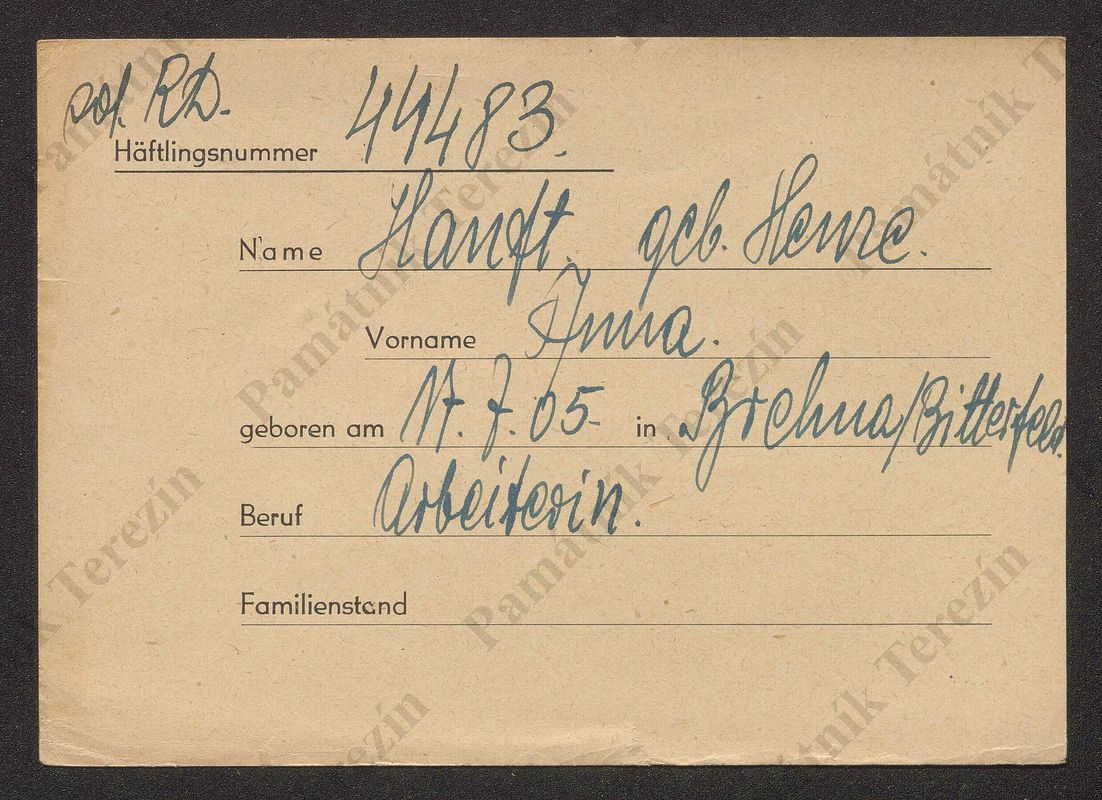 pol. RD.
Häftlingsnummer 44483.
Name Hanft. geb. Henze.
Vorname Anna.
geboren am 17.7.05. in Brehna/Bitterfeld.
Beruf Arbeiterin.
Familienstand
Památník Terezín